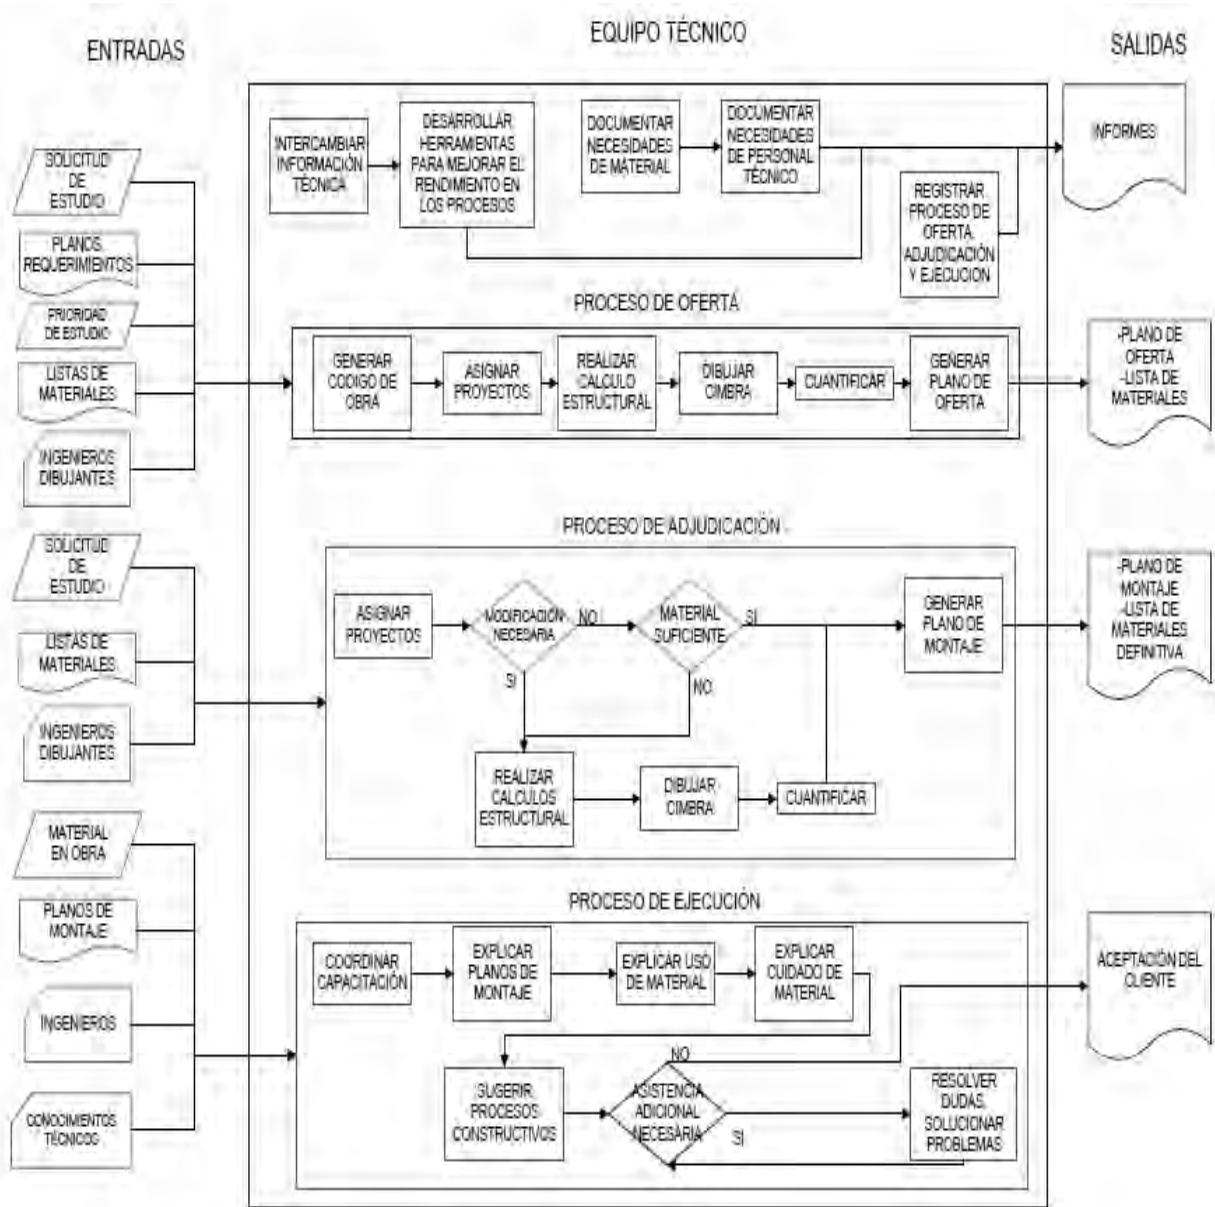 ENTRADAS
EQUIPO TÉCNICO
SALIDAS
INTERCAMBIAR
INFORMACIÓN
TÉCNICA
DESARROLLAR
HERRAMIENTAS
PARA MEJORAR EL
RENDIMIENTO EN
LOS PROCESOS
DOCUMENTAR
NECESIDADES
DE MATERIAL
DOCUMENTAR
NECESIDADES
DE PERSONAL
TÉCNICO
REGISTRAR
PROCESO DE
OFERTA,
ADJUDICACIÓN
Y EJECUCION
INFORMES
SOLICITUD
DE
ESTUDIO
PLANOS,
REQUERIMIENTOS
PRIORIDAD
DE ESTUDIO
LISTAS DE
MATERIALES
INGENIEROS
DIBUJANTES
PROCESO DE OFERTA
GENERAR
CODIGO DE
OBRA
ASIGNAR
PROYECTOS
REALIZAR
CALCULO
ESTRUCTURAL
DIBUJAR
CIMBRA
CUANTIFICAR
GENERAR
PLANO DE
OFERTA
-PLANO DE
OFERTA
-LISTA DE
MATERIALES
SOLICITUD
DE
ESTUDIO
LISTAS DE
MATERIALES
INGENIEROS
DIBUJANTES
PROCESO DE ADJUDICACIÓN
ASIGNAR
PROYECTOS
MODIFICACIÓN
NECESARIA
NO
SI
MATERIAL
SUFICIENTE
SI
NO
GENERAR
PLANO DE
MONTAJE
REALIZAR
CALCULOS
ESTRUCTURAL
DIBUJAR
CIMBRA
CUANTIFICAR
-PLANO DE
MONTAJE
-LISTA DE
MATERIALES
DEFINITIVA
MATERIAL
EN OBRA
PLANOS DE
MONTAJE
INGENIEROS
CONOCIMIENTOS
TÉCNICOS
PROCESO DE EJECUCIÓN
COORDINAR
CAPACITACIÓN
EXPLICAR
PLANOS DE
MONTAJE
EXPLICAR USO
DE MATERIAL
EXPLICAR
CUIDADO DE
MATERIAL
SUGERIR
PROCESOS
CONSTRUCTIVOS
NO
ASISTENCIA
ADICIONAL
NECESARIA
SI
RESOLVER
DUDAS,
SOLUCIONAR
PROBLEMAS
ACEPTACIÓN DEL
CLIENTE